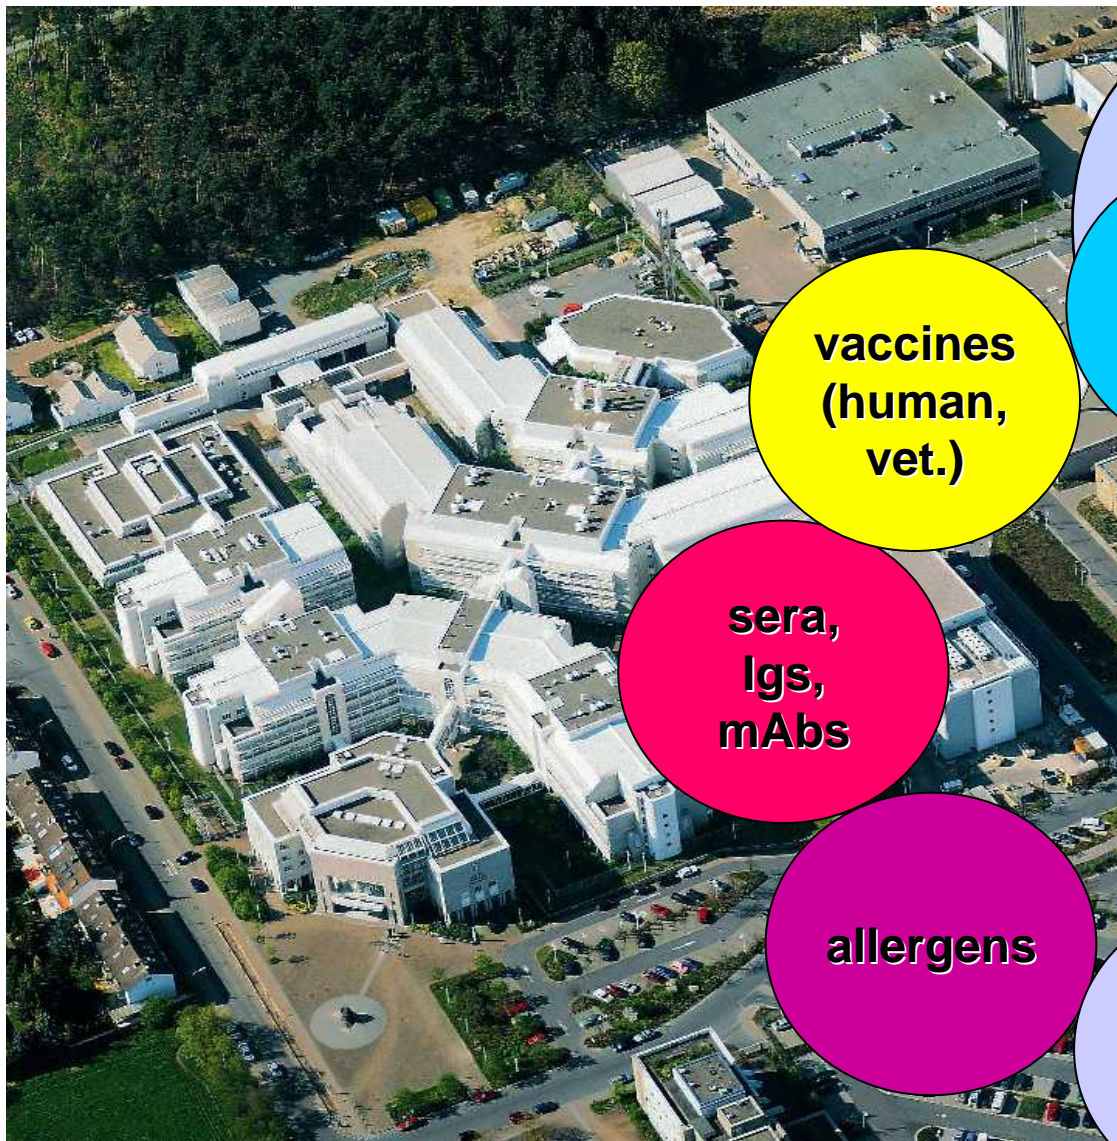 vaccines
(human,
vet.)
sera,
Igs,
mAbs
allergens